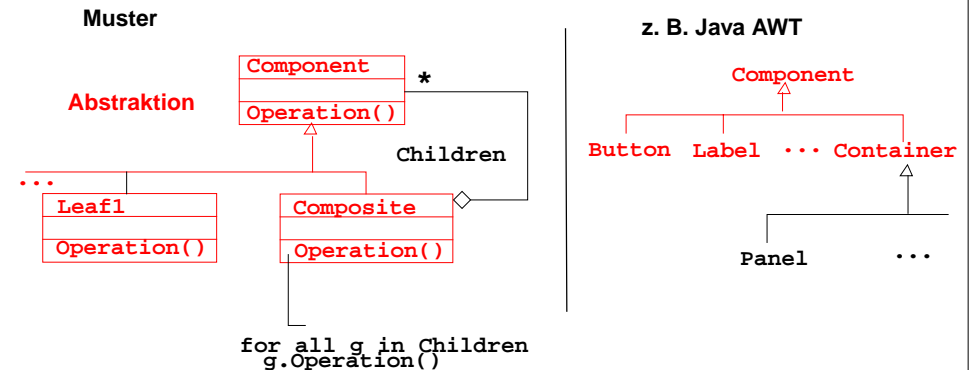 Muster
Component
*
Abstraktion
Operation()
Children
...
Leaf1
Operation()
Composite
Operation()
for all g in Children
g.Operation()
z. B. Java AWT
Component
Button Label ... Container
Panel ...